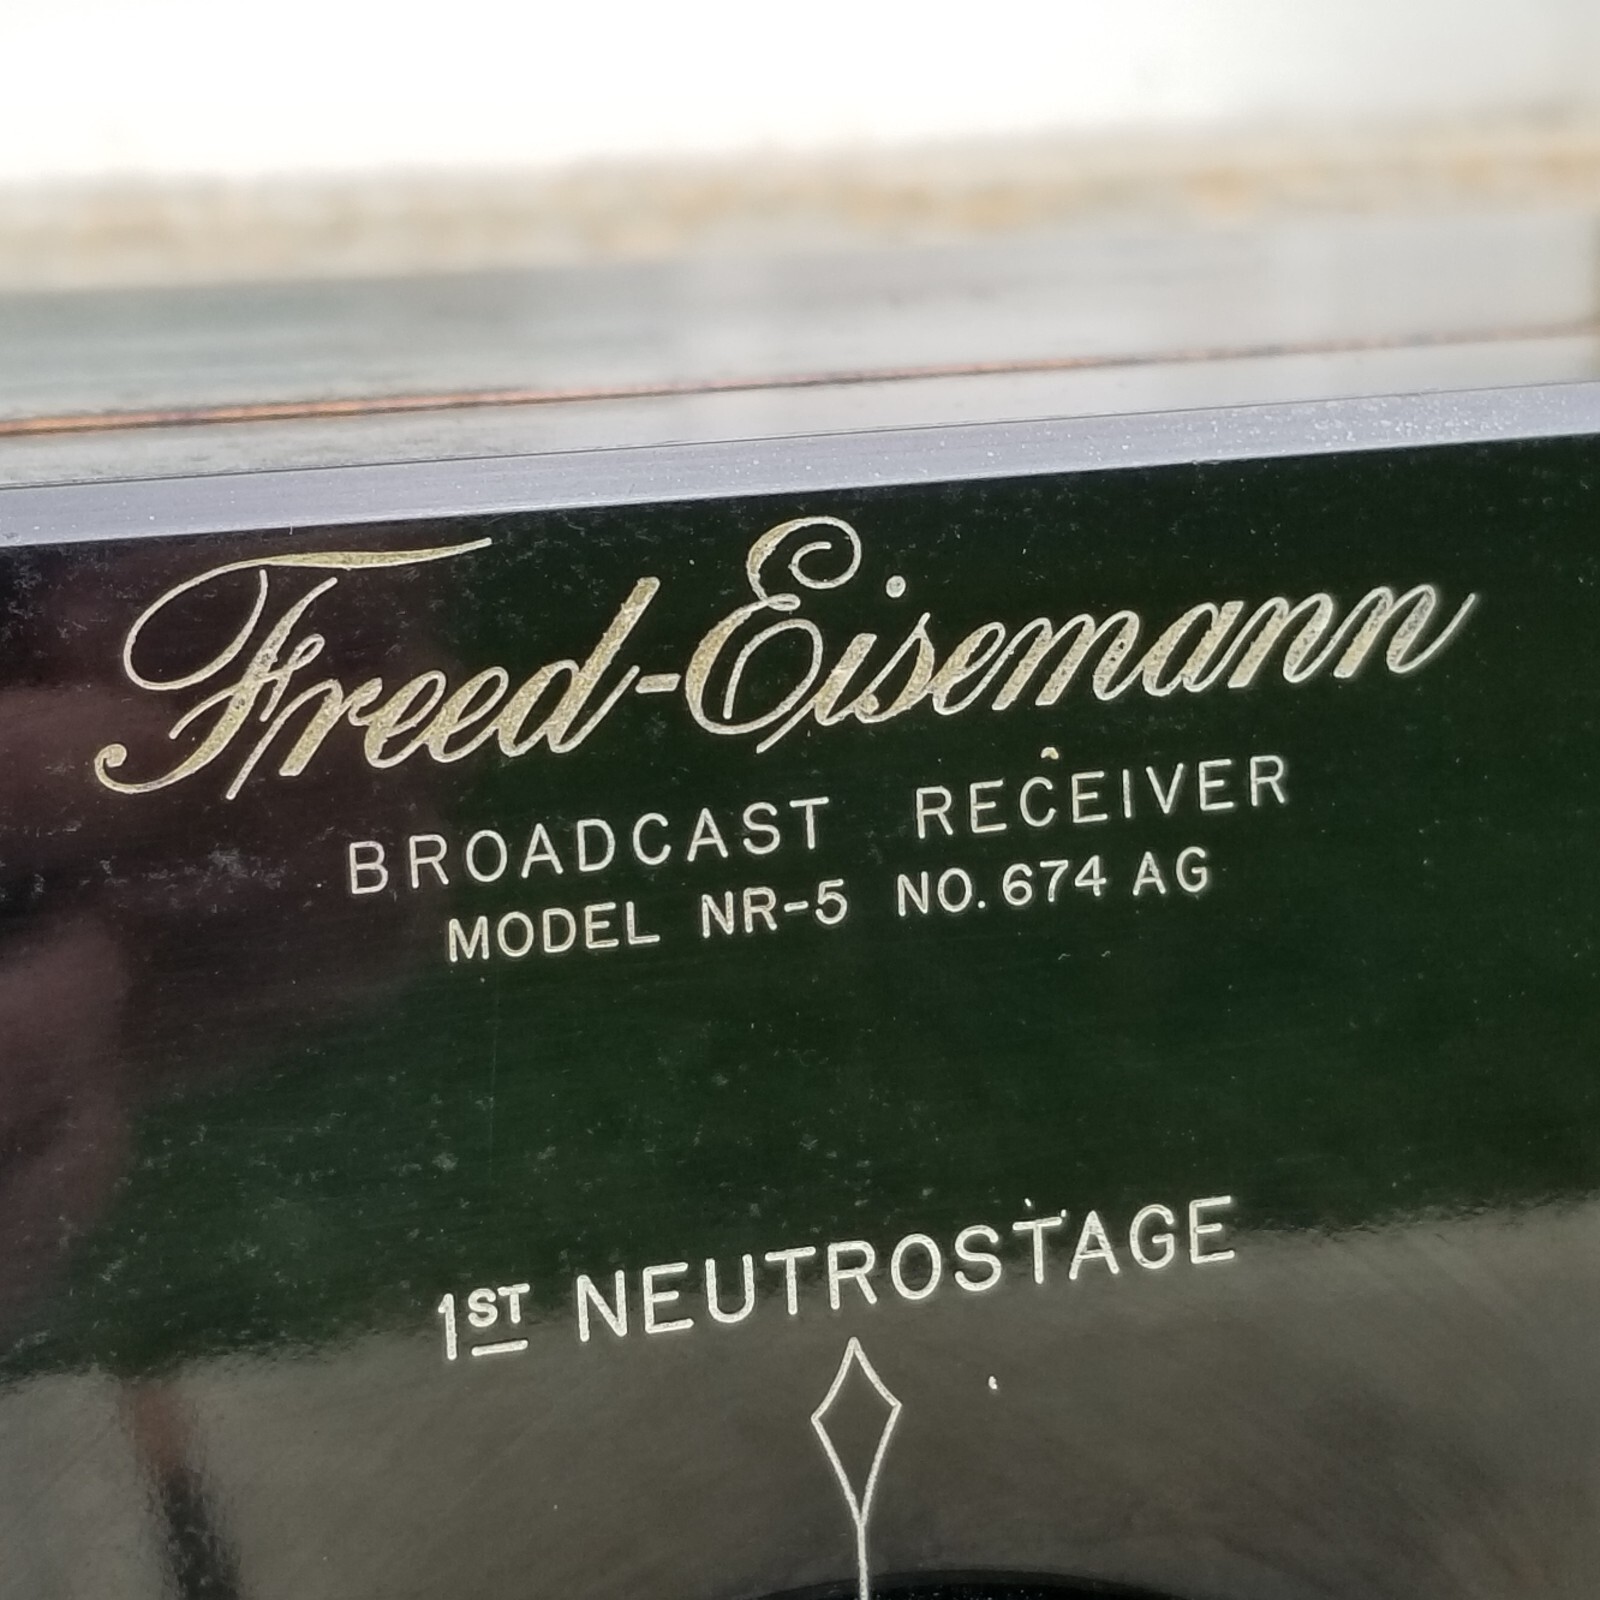 Freed-Eisemann
BROADCAST RECEIVER
MODEL NR-5 NO. 674 AG
1ST NEUTROSTAGE